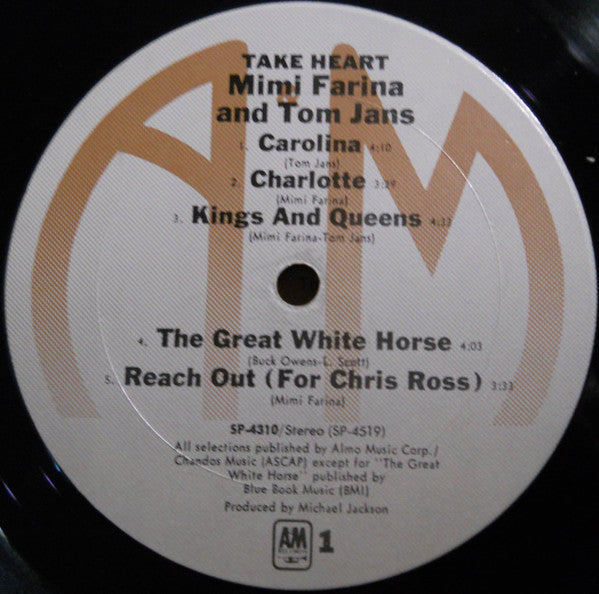 TAKE HEART
Mimi Farina
and Tom Jans
1. Carolina 4:10
(Tom Jans)
2. Charlotte 3:39
(Mimi Farina)
3. Kings And Queens 4:33
(Mimi Farina-Tom Jans)
4. The Great White Horse 4:03
(Buck Owens-L. Scott)
5. Reach Out (For Chris Ross) 3:33
(Mimi Farina)
SP-4310/Stereo (SP-4519)
All selections published by Almo Music Corp./
Chandos Music (ASCAP) except for "The Great
White Horse" published by
Blue Book Music (BMI)
Produced by Michael Jackson
AM
RECORDS
1